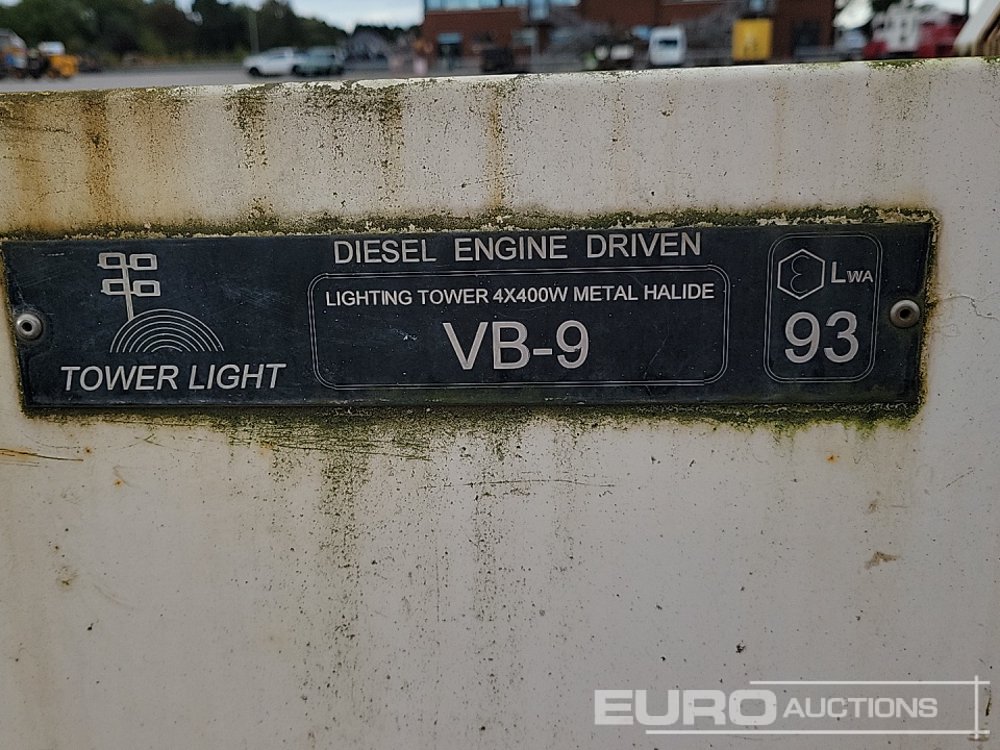 DIESEL ENGINE DRIVEN
LIGHTING TOWER 4X400W METAL HALIDE
VB-9
TOWER LIGHT
LWA
93
EURO AUCTIONS